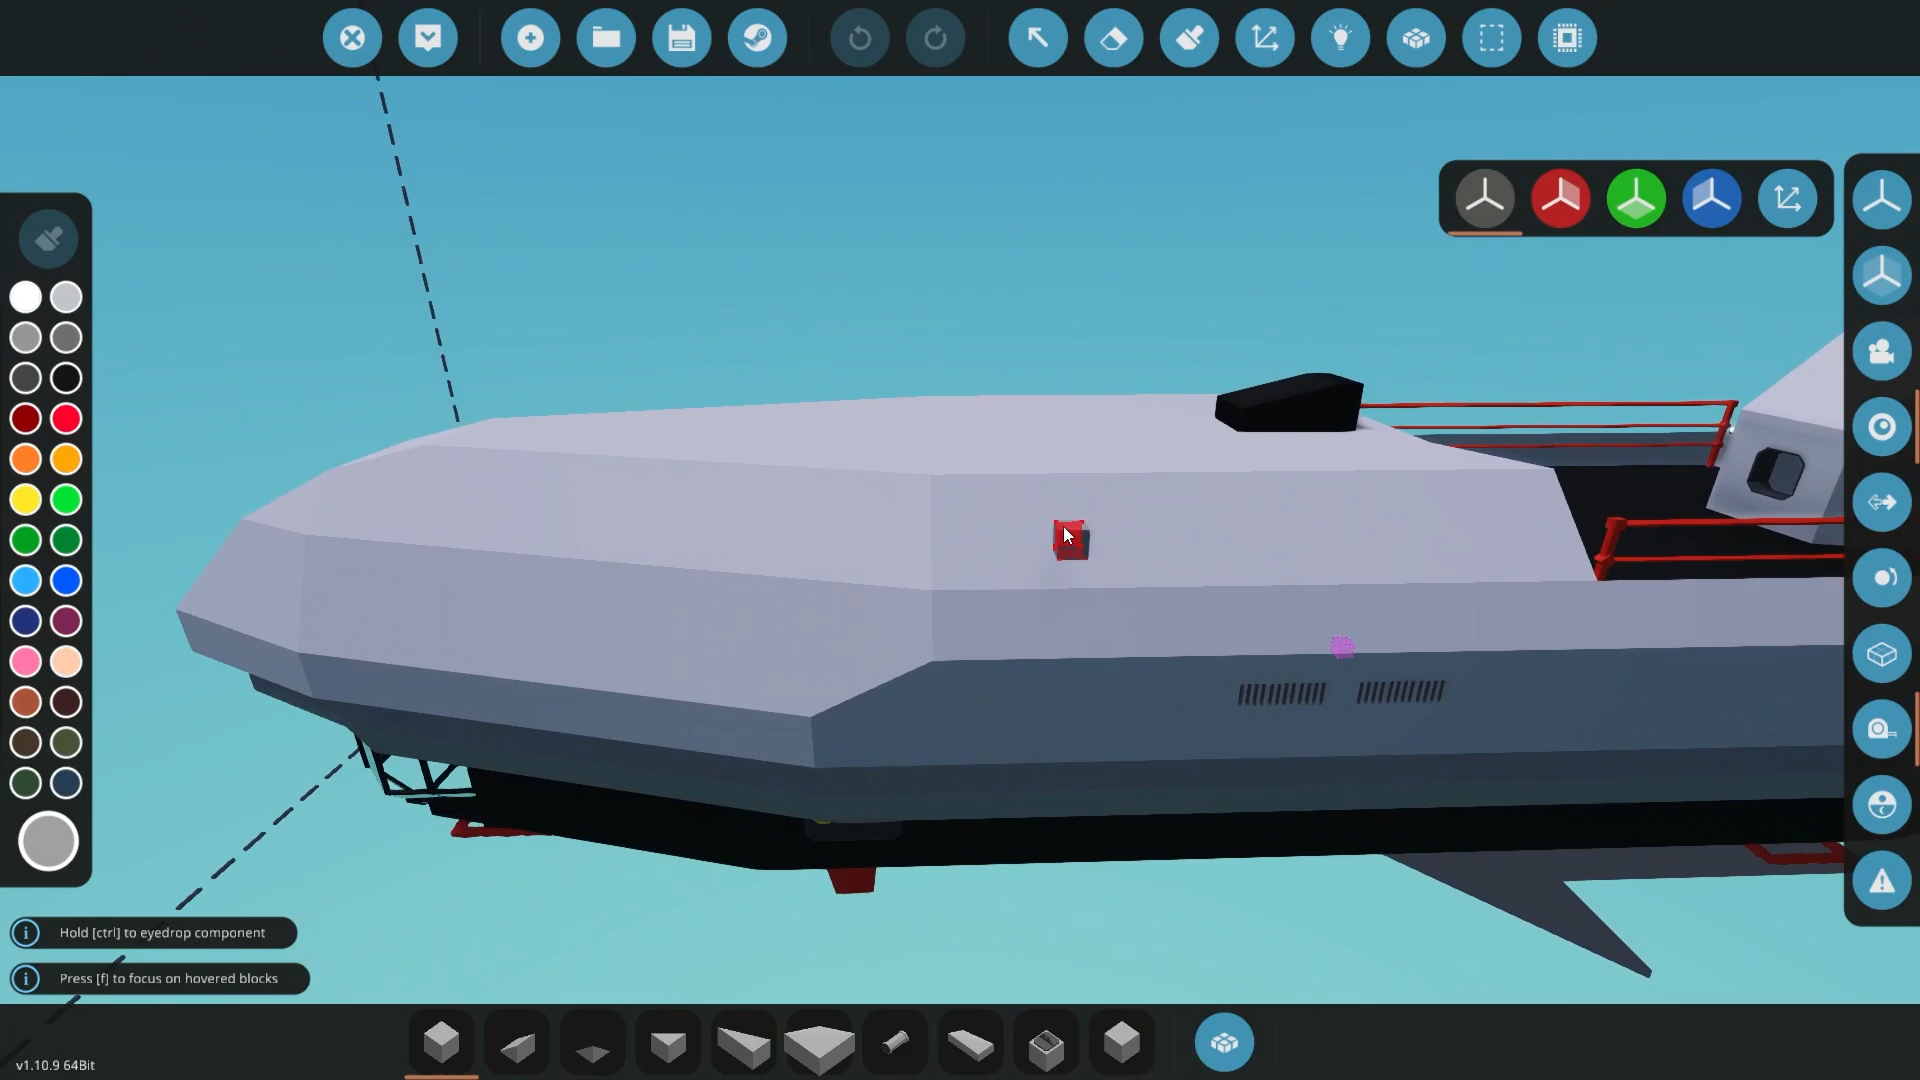 Hold [ctrl] to eyedrop component
Press [f] to focus on hovered blocks
v1.10.9 64Bit